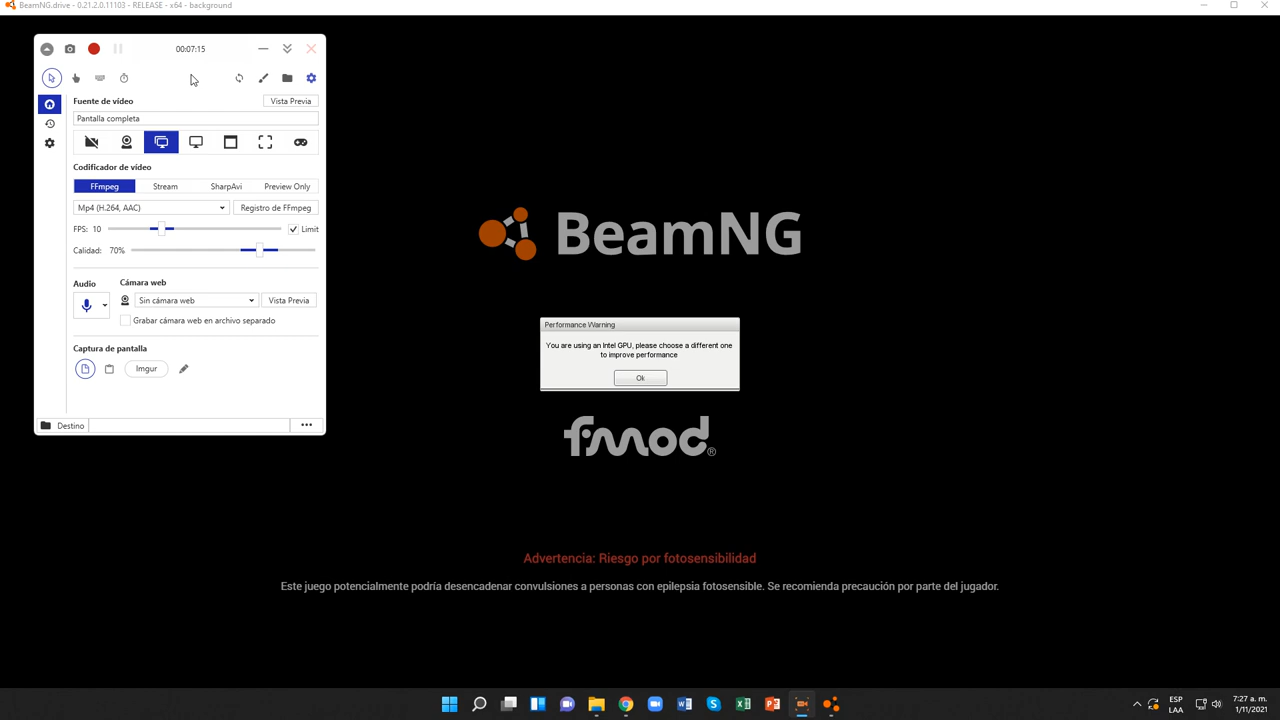 BeamNG.drive - 0.21.2.0.11103 - RELEASE - x64 - background
00:07:15
Fuente de vídeo
Vista Previa
Pantalla completa
Codificador de vídeo
FFmpeg Stream SharpAvi Preview Only
Mp4 (H.264, AAC) Registro de FFmpeg
FPS: 10 Limit
Calidad: 70%
Audio
Cámara web
Sin cámara web Vista Previa
Grabar cámara web en archivo separado
Captura de pantalla
Imgur
Destino
BeamNG
Performance Warning
You are using an Intel GPU, please choose a different one
to improve performance
Ok
fmod®
Advertencia: Riesgo por fotosensibilidad
Este juego potencialmente podría desencadenar convulsiones a personas con epilepsia fotosensible. Se recomienda precaución por parte del jugador.
ESP
LAA
7:27 a. m.
1/11/2021